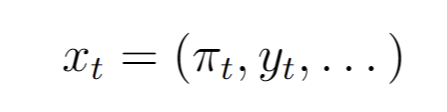 x_t = (π_t, y_t, . . . )